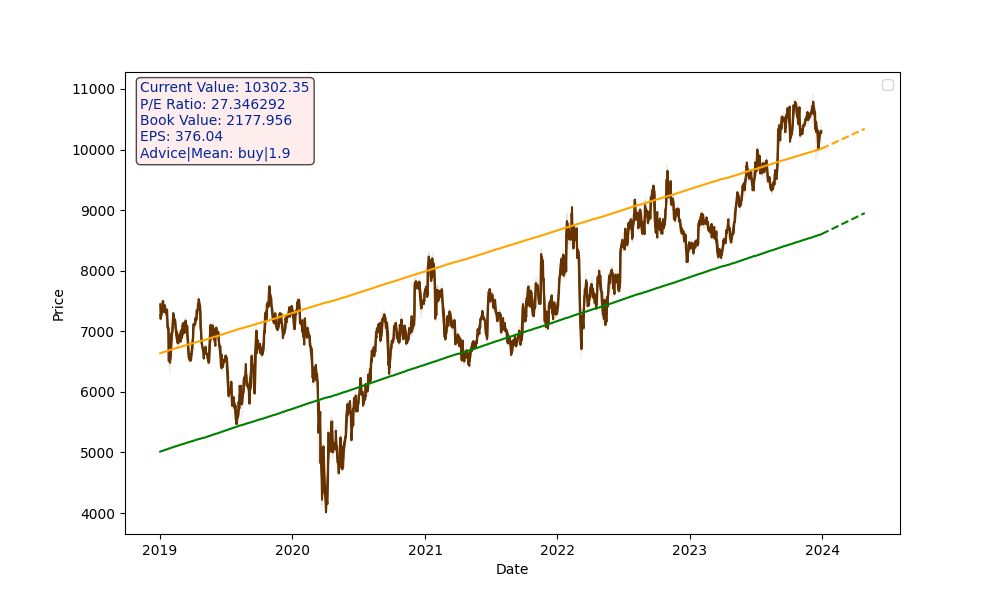 Current Value: 10302.35
P/E Ratio: 27.346292
Book Value: 2177.956
EPS: 376.04
Advice|Mean: buy|1.9
11000
10000
9000
8000
7000
6000
5000
4000
Price
2019 2020 2021 2022 2023 2024
Date